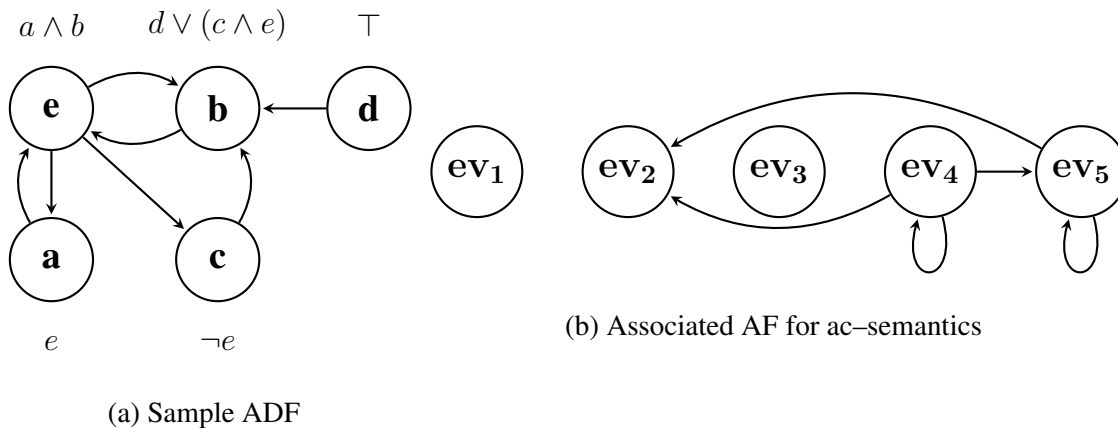 a ∧ b d ∨ (c ∧ e) ⊤
e b d
ev₁ ev₂ ev₃ ev₄ ev₅
a c
e ¬e
(b) Associated AF for ac–semantics
(a) Sample ADF